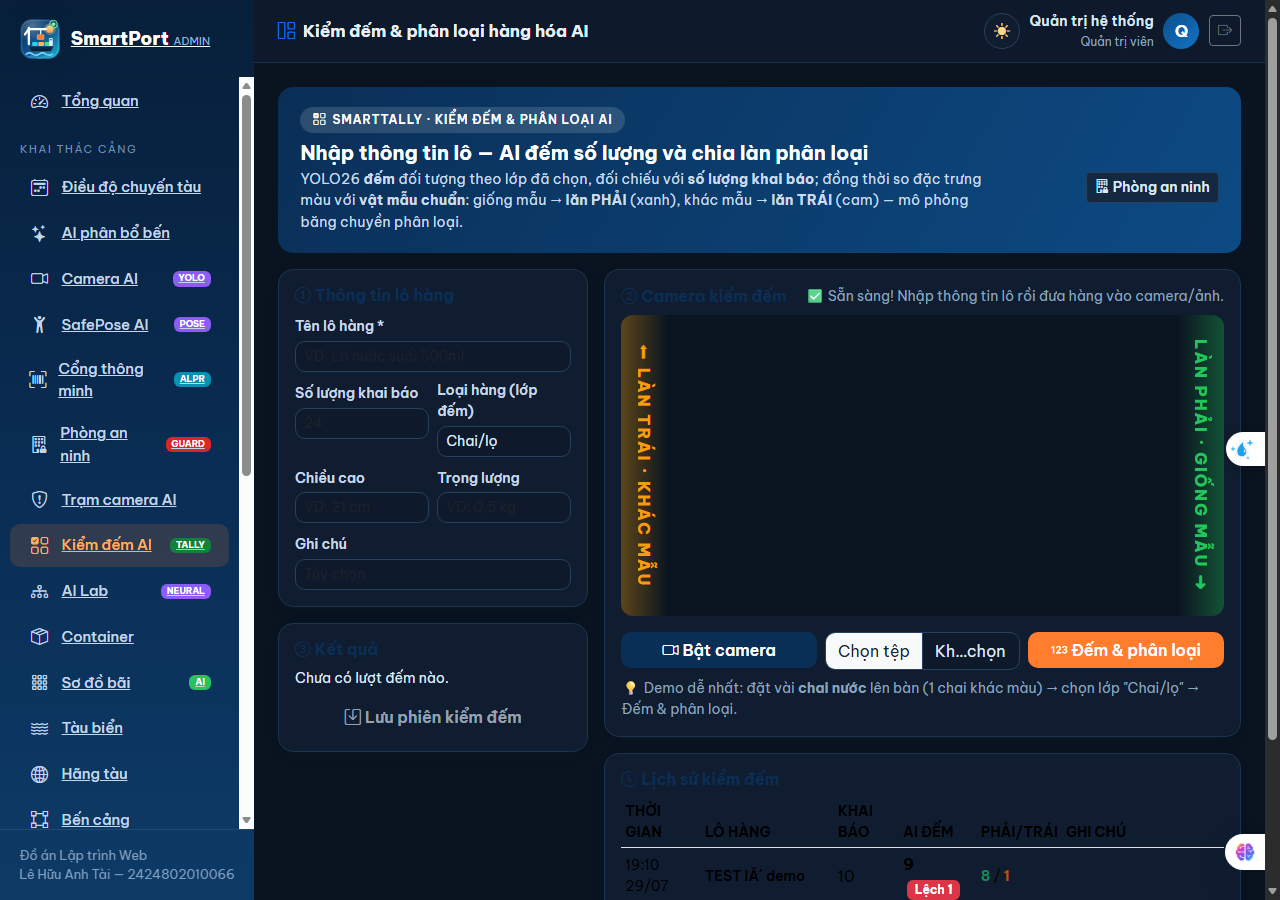 SmartPort ADMIN
Kiểm đếm & phân loại hàng hóa AI
Quản trị hệ thống
Quản trị viên
Q
Tổng quan
KHAI THÁC CẢNG
Điều độ chuyến tàu
AI phân bổ bến
Camera AI YOLO
SafePose AI POSE
Cổng thông
minh ALPR
Phòng an
ninh GUARD
Trạm camera AI
Kiểm đếm AI TALLY
AI Lab NEURAL
Container
Sơ đồ bãi AI
Tàu biển
Hãng tàu
Bến cảng
Đồ án Lập trình Web
Lê Hữu Anh Tài — 2424802010066
SMARTTALLY · KIỂM ĐẾM & PHÂN LOẠI AI
Nhập thông tin lô — AI đếm số lượng và chia làn phân loại
YOLO26 đếm đối tượng theo lớp đã chọn, đối chiếu với số lượng khai báo; đồng thời so đặc trưng
màu với vật mẫu chuẩn: giống mẫu → lăn PHẢI (xanh), khác mẫu → lăn TRÁI (cam) — mô phỏng
băng chuyền phân loại.
Phòng an ninh
① Thông tin lô hàng
Tên lô hàng *
VD: Lô nước suối 500ml
Số lượng khai báo
24
Loại hàng (lớp
đếm)
Chai/lọ
Chiều cao
VD: 21 cm
Trọng lượng
VD: 0.5 kg
Ghi chú
Tùy chọn
③ Kết quả
Chưa có lượt đếm nào.
Lưu phiên kiểm đếm
② Camera kiểm đếm
✅ Sẵn sàng! Nhập thông tin lô rồi đưa hàng vào camera/ảnh.
← LÀN TRÁI · KHÁC MẪU
LÀN PHẢI · GIỐNG MẪU →
Bật camera
Chọn tệp Kh...chọn
123 Đếm & phân loại
💡 Demo dễ nhất: đặt vài chai nước lên bàn (1 chai khác màu) → chọn lớp "Chai/lọ" →
Đếm & phân loại.
Lịch sử kiểm đếm
THỜI
GIAN LÔ HÀNG KHAI
BÁO AI ĐẾM PHẢI/TRÁI GHI CHÚ
19:10
29/07 TEST lÃ´ demo 10 9
Lệch 1 8 / 1